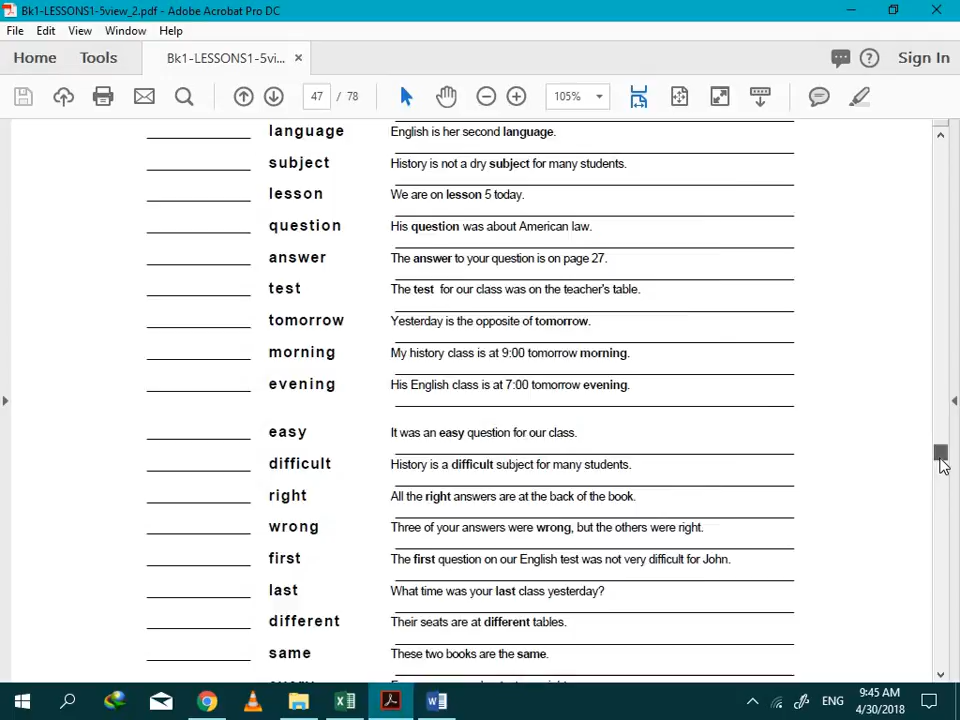 Bk1-LESSONS1-5view_2.pdf - Adobe Acrobat Pro DC
File Edit View Window Help
Home Tools Bk1-LESSONS1-5vi... × Sign In
47 / 78 105%
language English is her second language.
subject History is not a dry subject for many students.
lesson We are on lesson 5 today.
question His question was about American law.
answer The answer to your question is on page 27.
test The test for our class was on the teacher's table.
tomorrow Yesterday is the opposite of tomorrow.
morning My history class is at 9:00 tomorrow morning.
evening His English class is at 7:00 tomorrow evening.
easy It was an easy question for our class.
difficult History is a difficult subject for many students.
right All the right answers are at the back of the book.
wrong Three of your answers were wrong, but the others were right.
first The first question on our English test was not very difficult for John.
last What time was your last class yesterday?
different Their seats are at different tables.
same These two books are the same.
ENG 9:45 AM
4/30/2018